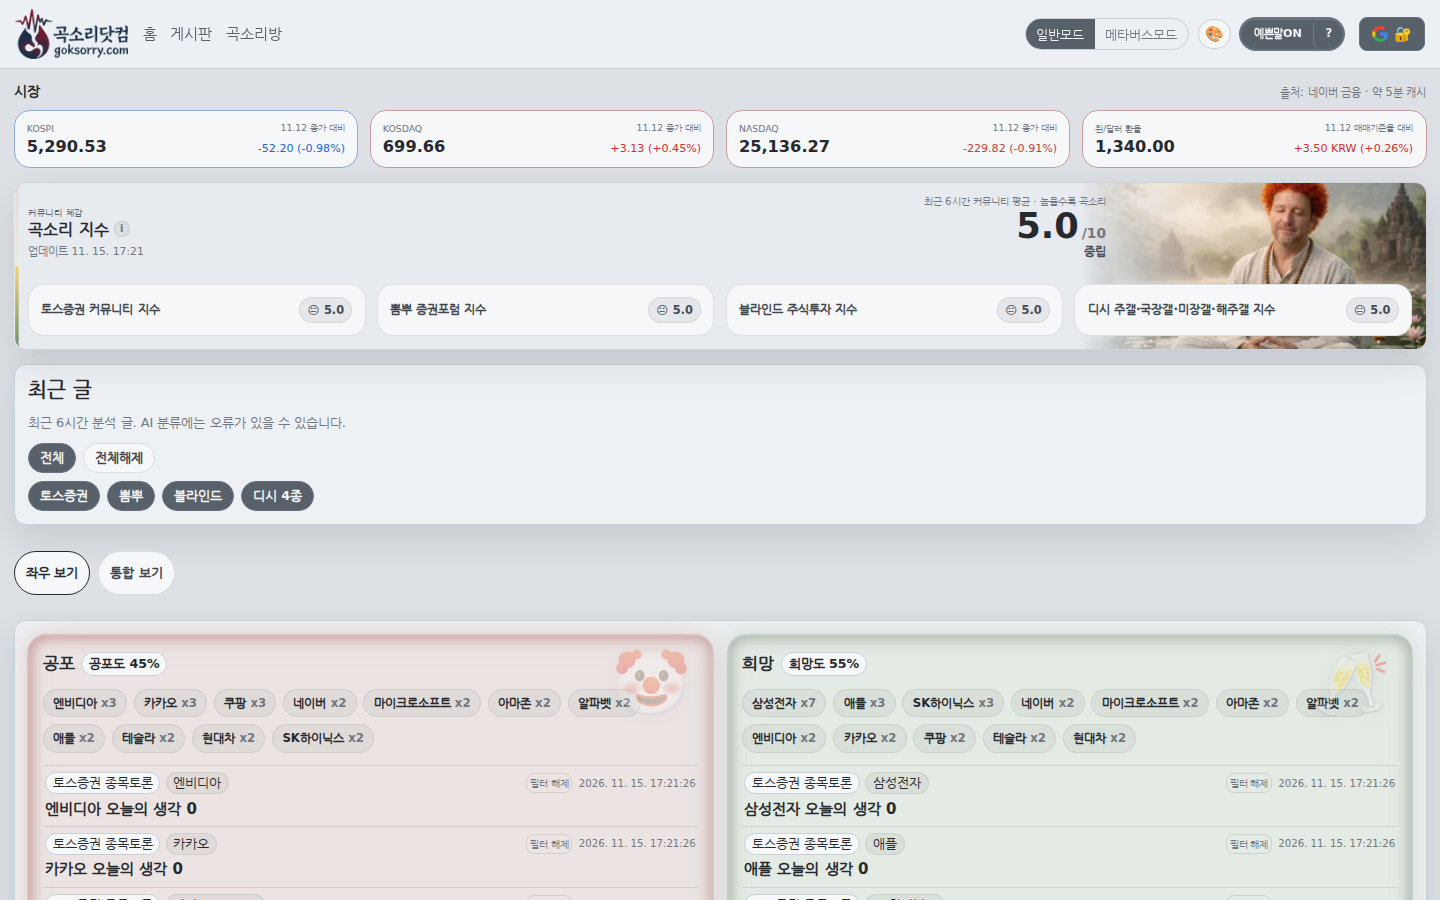 곡소리닷컴
goksorry.com
홈 게시판 곡소리방
일반모드 메타버스모드 예쁜말ON ?
시장
출처: 네이버 금융 · 약 5분 캐시
KOSPI 11.12 종가 대비
5,290.53 -52.20 (-0.98%)
KOSDAQ 11.12 종가 대비
699.66 +3.13 (+0.45%)
NASDAQ 11.12 종가 대비
25,136.27 -229.82 (-0.91%)
원/달러 환율 11.12 매매기준율 대비
1,340.00 +3.50 KRW (+0.26%)
커뮤니티 체감
곡소리 지수 i
업데이트 11. 15. 17:21
최근 6시간 커뮤니티 평균 · 높을수록 곡소리
5.0 /10
중립
토스증권 커뮤니티 지수 5.0
뽐뿌 증권포럼 지수 5.0
블라인드 주식투자 지수 5.0
디시 주갤·국장갤·미장갤·해주갤 지수 5.0
최근 글
최근 6시간 분석 글. AI 분류에는 오류가 있을 수 있습니다.
전체 전체해제
토스증권 뽐뿌 블라인드 디시 4종
좌우 보기 통합 보기
공포 공포도 45%
엔비디아 x3 카카오 x3 쿠팡 x3 네이버 x2 마이크로소프트 x2 아마존 x2 알파벳 x2
애플 x2 테슬라 x2 현대차 x2 SK하이닉스 x2
토스증권 종목토론 엔비디아 필터 해제 2026. 11. 15. 17:21:26
엔비디아 오늘의 생각 0
토스증권 종목토론 카카오 필터 해제 2026. 11. 15. 17:21:26
카카오 오늘의 생각 0
희망 희망도 55%
삼성전자 x7 애플 x3 SK하이닉스 x3 네이버 x2 마이크로소프트 x2 아마존 x2 알파벳 x2
엔비디아 x2 카카오 x2 쿠팡 x2 테슬라 x2 현대차 x2
토스증권 종목토론 삼성전자 필터 해제 2026. 11. 15. 17:21:26
삼성전자 오늘의 생각 0
토스증권 종목토론 애플 필터 해제 2026. 11. 15. 17:21:26
애플 오늘의 생각 0